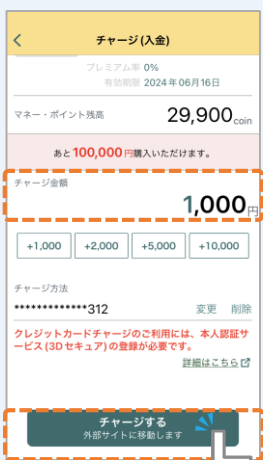 チャージ(入金)
プレミアム率 0%
有効期限 2024年06月16日
マネー・ポイント残高 29,900coin
あと100,000円購入いただけます。
チャージ金額
1,000円
+1,000 +2,000 +5,000 +10,000
チャージ方法
*************312 変更 削除
クレジットカードチャージのご利用には、本人認証サ
ービス(3Dセキュア)の登録が必要です。
詳細はこちら
チャージする
外部サイトに移動します